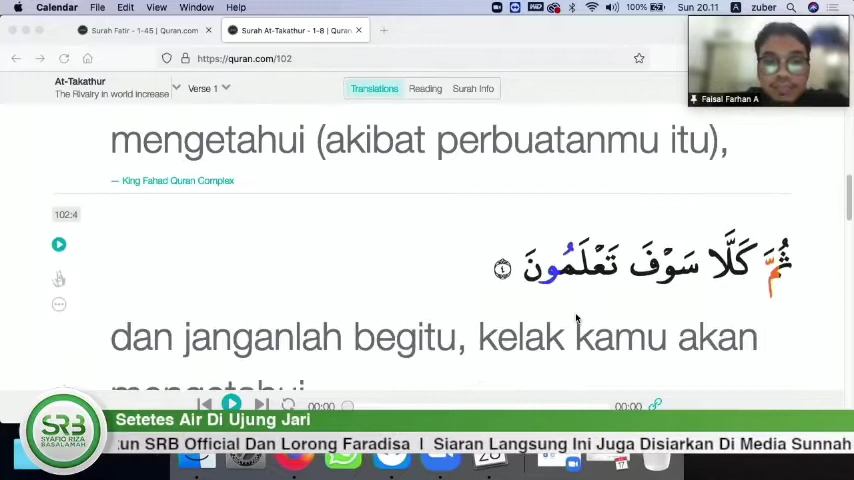 Calendar File Edit View Window Help 100% Sun 20.11 zuber
Surah Fatir - 1-45 | Quran.com
Surah At-Takathur - 1-8 | Quran
https://quran.com/102
Faisal Farhan A
At-Takathur
The Rivalry in world increase
Verse 1
Translations Reading Surah Info
mengetahui (akibat perbuatanmu itu),
— King Fahad Quran Complex
102:4
ثُمَّ كَلَّا سَوْفَ تَعْلَمُونَ ٤
dan janganlah begitu, kelak kamu akan
mengetahui
00:00 00:00
Setetes Air Di Ujung Jari
SRB
SYAFIQ RIZA
BASALAMAH
SRB Official Dan Lorong Faradisa I Siaran Langsung Ini Juga Disiarkan Di Media Sunnah